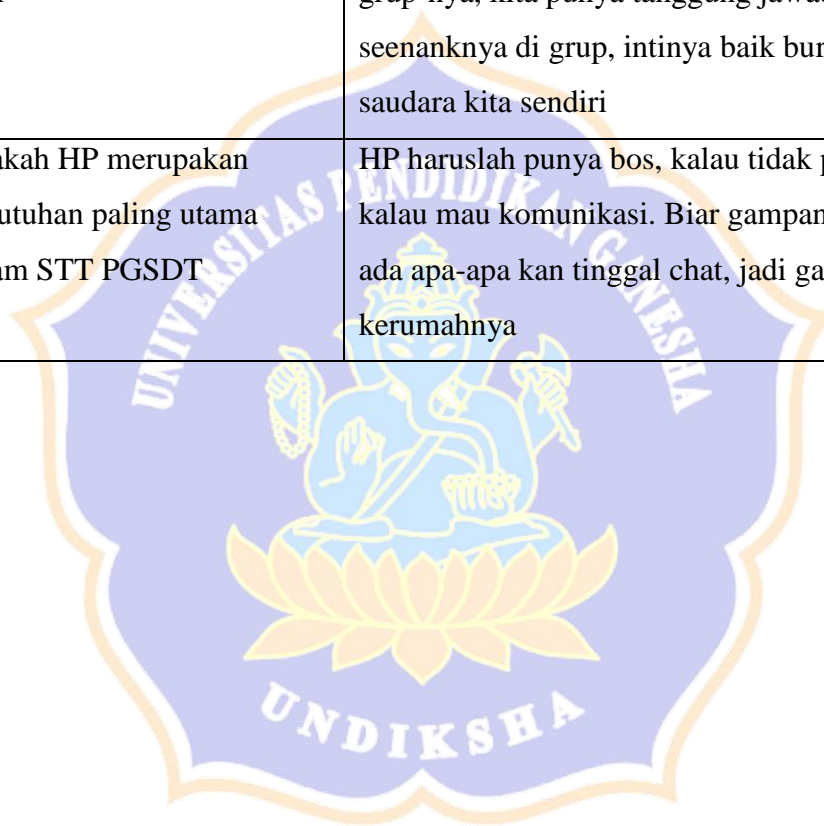 grup-nya, kita punya tanggung jawa
seenanknya di grup, intinya baik bur
saudara kita sendiri
akah HP merupakan
utuhan paling utama
am STT PGSDT
HP haruslah punya bos, kalau tidak p
kalau mau komunikasi. Biar gampan
ada apa-apa kan tinggal chat, jadi ga
kerumahnya
UNIVERSITAS PENDIDIKAN GANESHA
UNDIKSHA